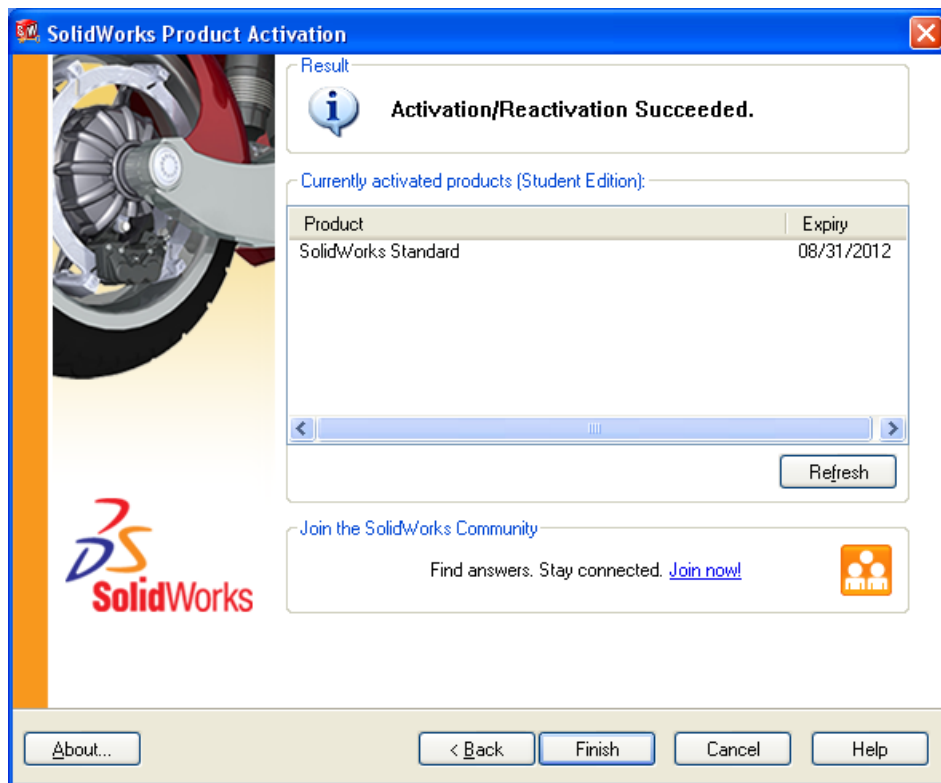 SolidWorks Product Activation
Result
Activation/Reactivation Succeeded.
Currently activated products (Student Edition):
Product Expiry
SolidWorks Standard 08/31/2012
Refresh
Join the SolidWorks Community
Find answers. Stay connected. Join now!
SolidWorks
About... < Back Finish Cancel Help